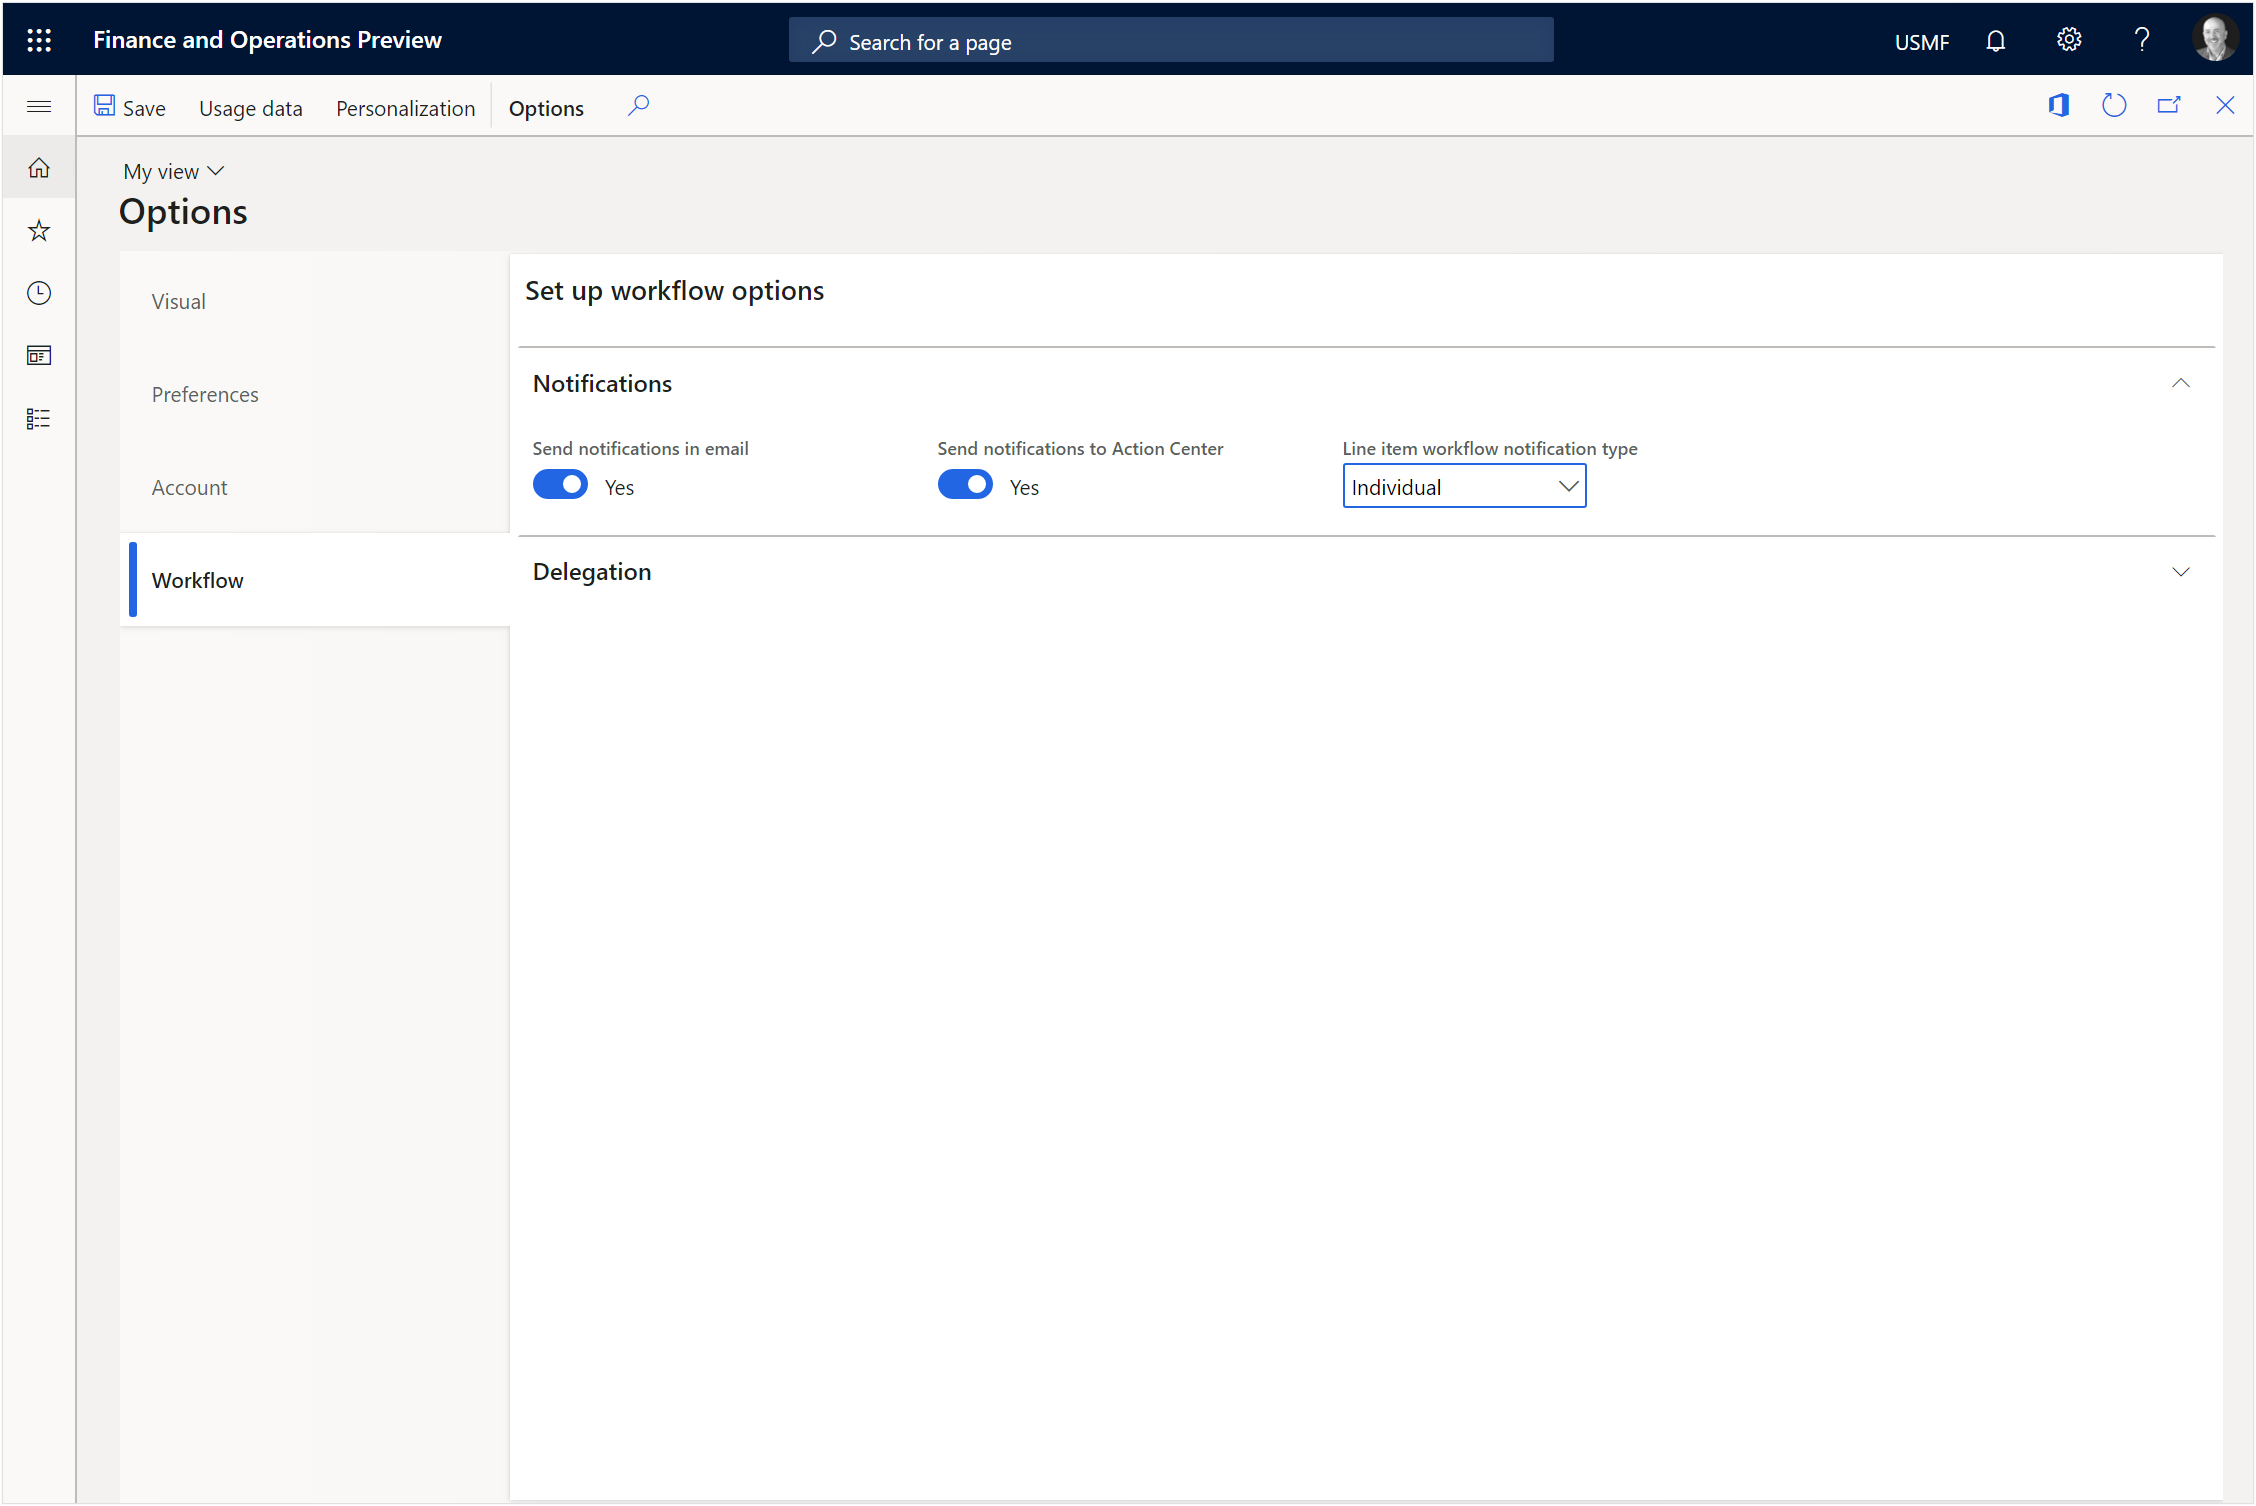 Finance and Operations Preview
Search for a page
USMF
Save
Usage data
Personalization
Options
My view
Options
Visual
Preferences
Account
Workflow
Set up workflow options
Notifications
Send notifications in email
Yes
Send notifications to Action Center
Yes
Line item workflow notification type
Individual
Delegation